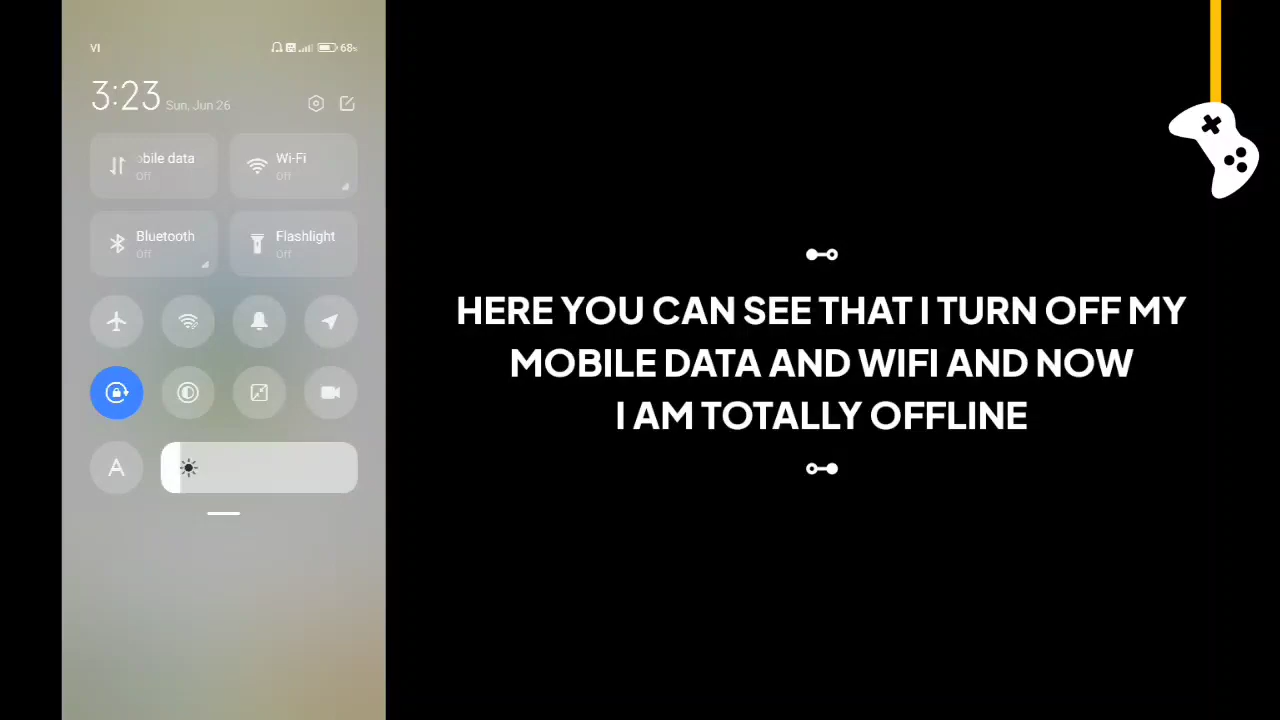 VI
68%
3:23 Sun, Jun 26
obile data
Off
Wi-Fi
Off
Bluetooth
Off
Flashlight
Off
A
HERE YOU CAN SEE THAT I TURN OFF MY
MOBILE DATA AND WIFI AND NOW
I AM TOTALLY OFFLINE